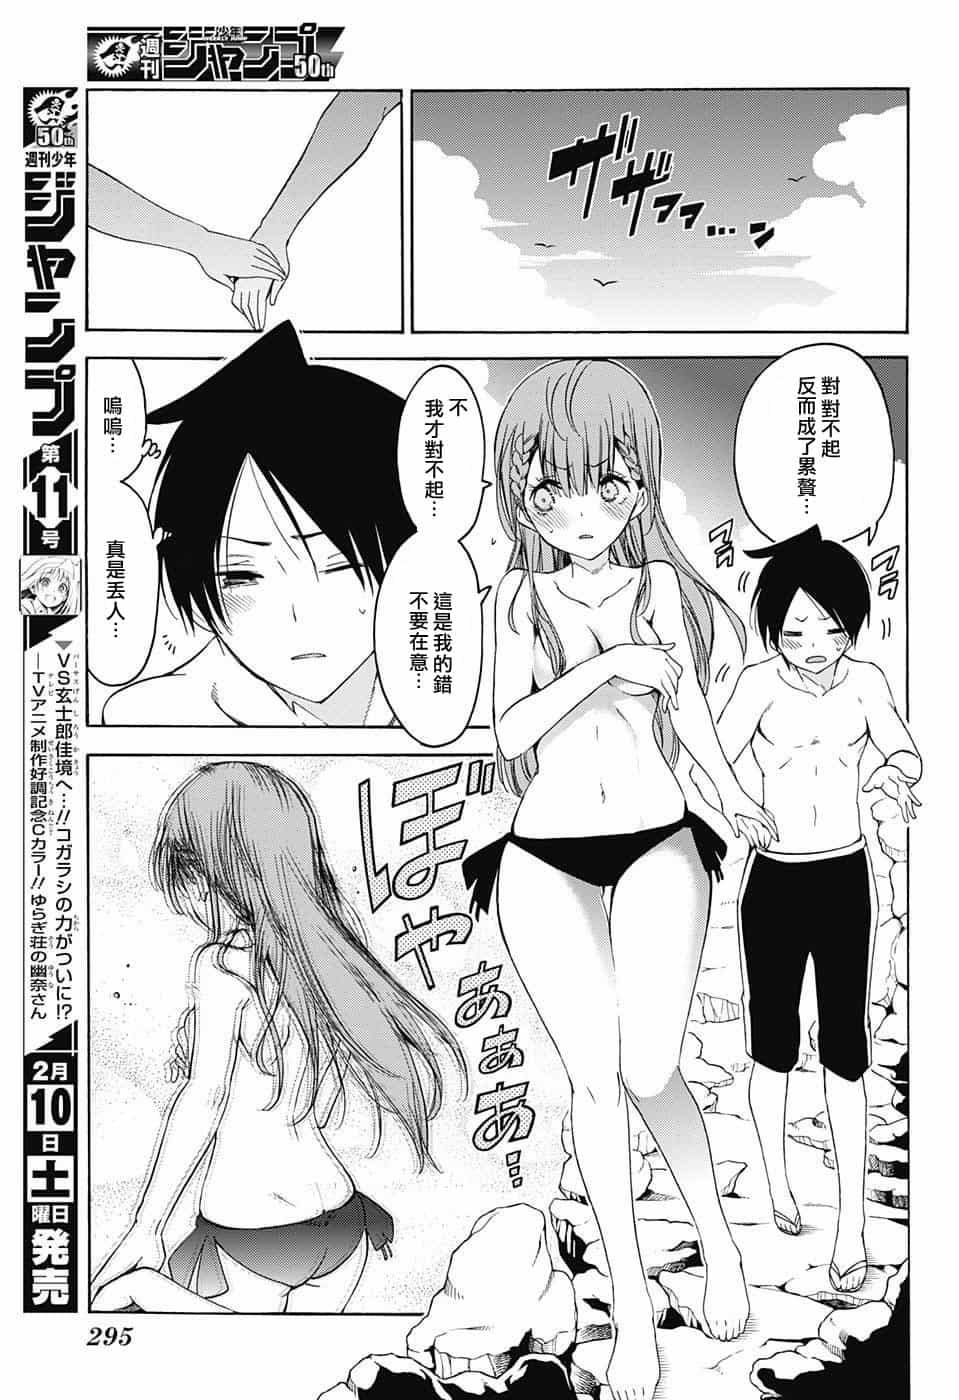 週刊
少年
ジャンプ
50th
50th
週刊少年
ジャンプ
第
11
号
ザザザァァ…ン
對對不起
反而成了累贅…
不
我才對不起…
這是我的錯
不要在意…
嗚嗚…
真是丟人…
ぼやぁぁあ…
▼VS玄士郎佳境へ…!!コガラシの力がついに!?
―TVアニメ制作好調記念Cカラー!!ゆらぎ荘の幽奈さん
2月
10
日
土
曜日
発売
295